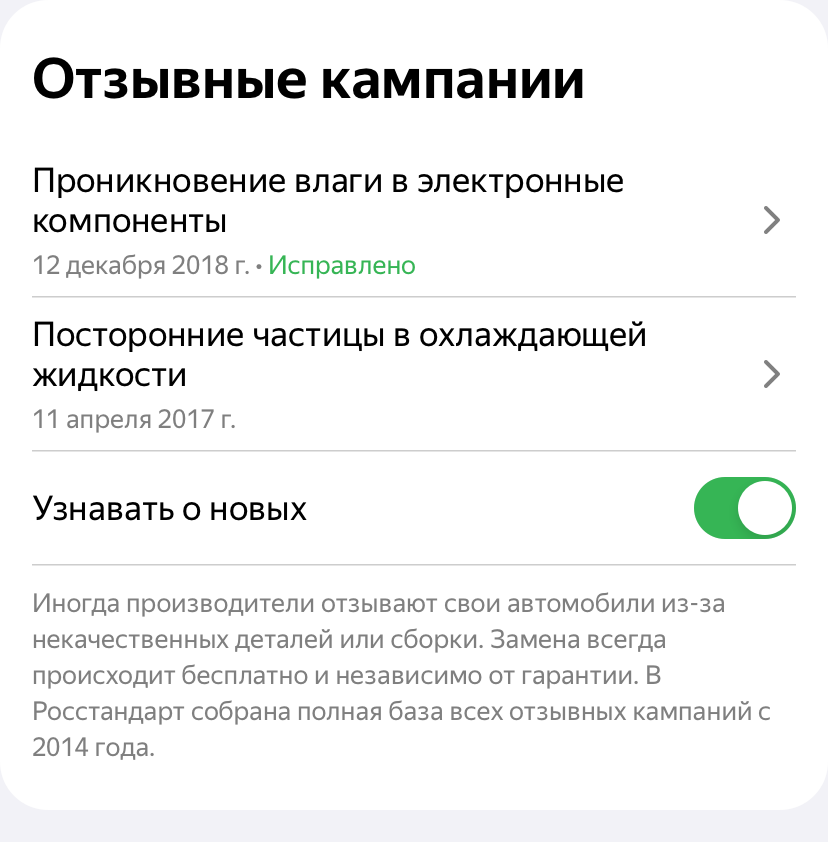 Отзывные кампании
Проникновение влаги в электронные
компоненты
12 декабря 2018 г. • Исправлено
Посторонние частицы в охлаждающей
жидкости
11 апреля 2017 г.
Узнавать о новых
Иногда производители отзывают свои автомобили из-за
некачественных деталей или сборки. Замена всегда
происходит бесплатно и независимо от гарантии. В
Росстандарт собрана полная база всех отзывных кампаний с
2014 года.